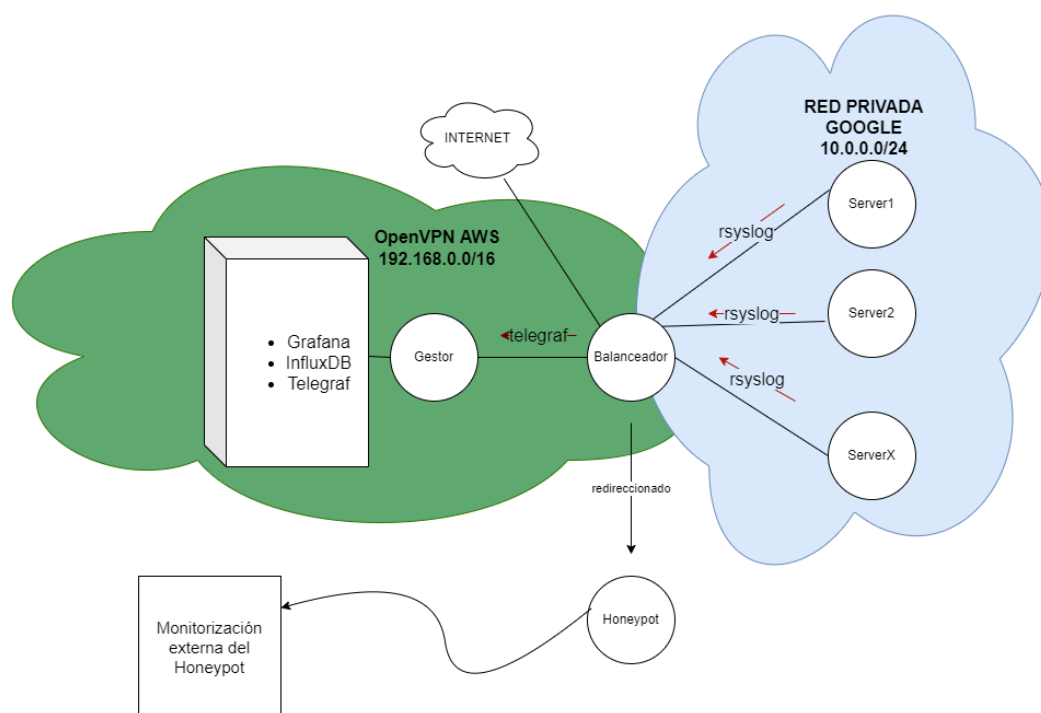 RED PRIVADA
GOOGLE
10.0.0.0/24
INTERNET
Server1
rsyslog
OpenVPN AWS
192.168.0.0/16
Server2
rsyslog
telegraf
Grafana
InfluxDB
Telegraf
Gestor
Balanceador
rsyslog
ServerX
redireccionado
Honeypot
Monitorización
externa del
Honeypot